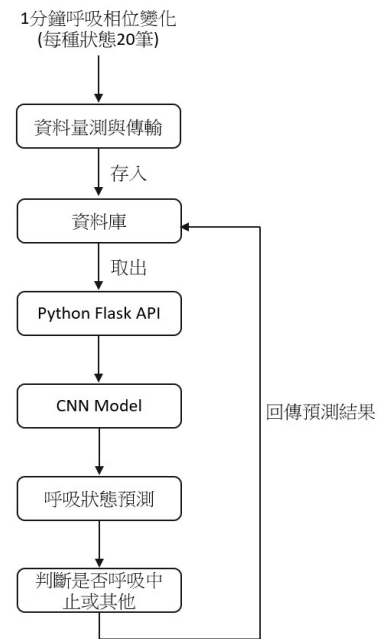 1分鐘呼吸相位變化
(每種狀態20筆)
資料量測與傳輸
存入
資料庫
取出
Python Flask API
CNN Model
回傳預測結果
呼吸狀態預測
判斷是否呼吸中
止或其他